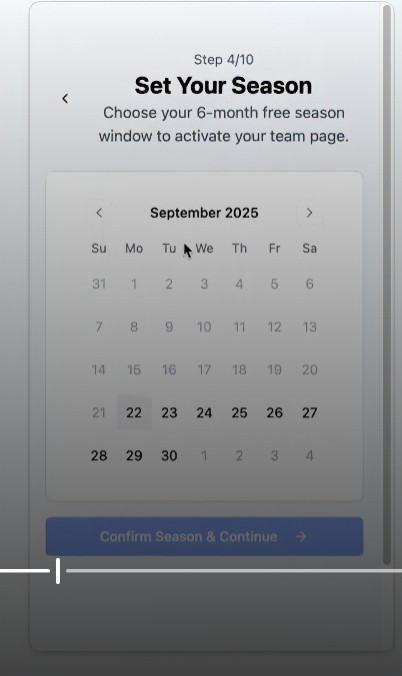 Step 4/10
Set Your Season
Choose your 6-month free season
window to activate your team page.
September 2025
Su Mo Tu We Th Fr Sa
31 1 2 3 4 5 6
7 8 9 10 11 12 13
14 15 16 17 18 19 20
21 22 23 24 25 26 27
28 29 30 1 2 3 4
Confirm Season & Continue